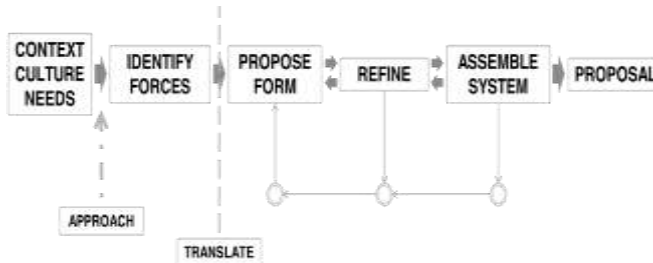 CONTEXT
CULTURE
NEEDS
IDENTIFY
FORCES
PROPOSE
FORM
REFINE
ASSEMBLE
SYSTEM
PROPOSAL
APPROACH
TRANSLATE